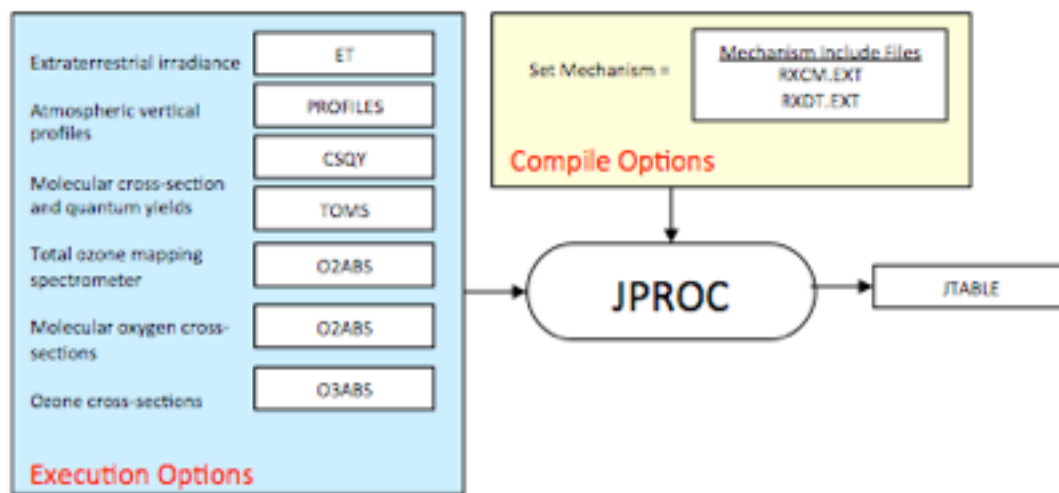 Extraterrestrial irradiance
ET
Atmospheric vertical
profiles
PROFILES
CSQY
Molecular cross-section
and quantum yields
TOMS
Total ozone mapping
spectrometer
O2ABS
Molecular oxygen cross-
sections
O2ABS
Ozone cross-sections
O3ABS
Execution Options
Set Mechanism =
Mechanism Include Files
RXCM.EXT
RXDT.EXT
Compile Options
JPROC
JTABLE